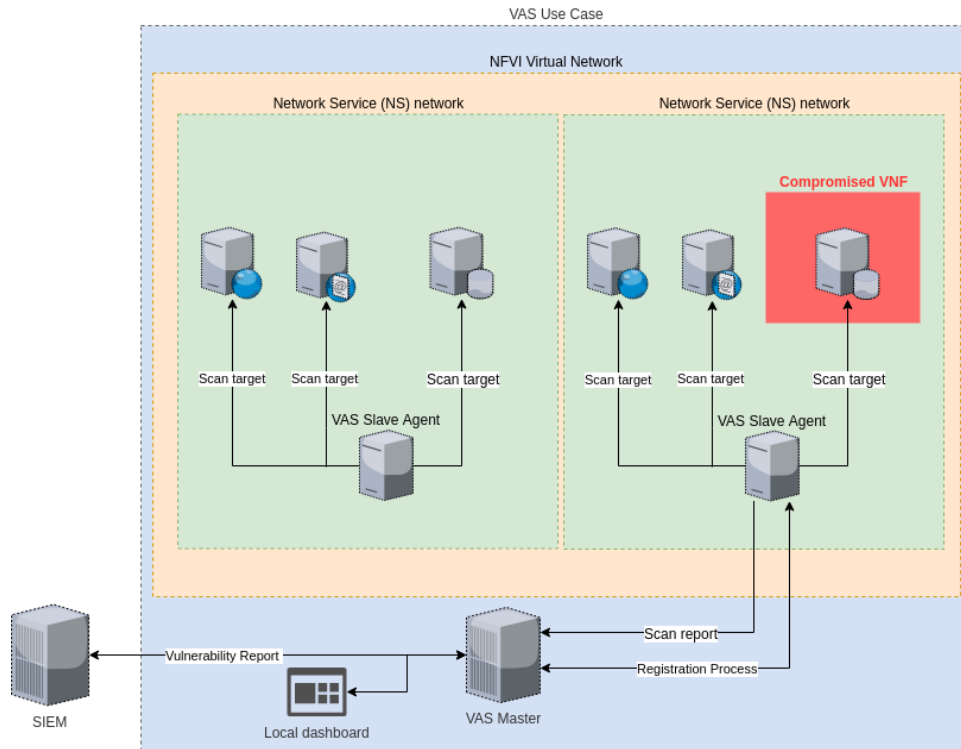 VAS Use Case
NFVI Virtual Network
Network Service (NS) network
Network Service (NS) network
Compromised VNF
Scan target
Scan target
Scan target
Scan target
Scan target
Scan target
VAS Slave Agent
VAS Slave Agent
Scan report
Vulnerability Report
Registration Process
SIEM
Local dashboard
VAS Master